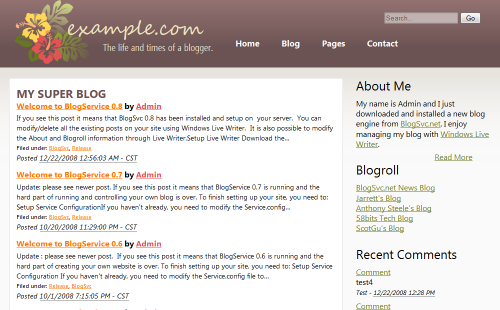 example.com
The life and times of a blogger.
Home Blog Pages Contact
Search... Go
MY SUPER BLOG
Welcome to BlogService 0.8 by Admin
If you see this post it means that BlogSvc 0.8 has been installed and setup on your server. You can
modify/delete all the existing posts on your site using Windows Live Writer. It is also possible to modify
the About and Blogroll information through Live Writer.Setup Live Writer Download the...
Filed under: BlogSvc, Release
Posted 12/22/2008 12:56:03 AM - CST
Welcome to BlogService 0.7 by Admin
Update: please see newer post. If you see this post it means that BlogService 0.7 is running and the
hard part of running and controlling your own blog is over. To finish setting up your site, you need to:
Setup Service ConfigurationIf you haven't already, you need to modify the Service.config...
Filed under: BlogSvc, Release
Posted 10/20/2008 11:29:00 PM - CST
Welcome to BlogService 0.6 by Admin
Update : please see newer post. If you see this post it means that BlogService 0.6 is running and the
hard part of creating your own website is over. To finish setting up your site, you need to: Setup Service
Configuration If you haven't already, you need to modify the Service.config file to...
Filed under: Release, BlogSvc
Posted 10/1/2008 7:15:05 PM - CST
About Me
My name is Admin and I just
downloaded and installed a new blog
engine from BlogSvc.net. I enjoy
managing my blog with Windows Live
Writer.
Read More
Blogroll
BlogSvc.net News Blog
Jarrett's Blog
Anthony Steele's Blog
58bits Tech Blog
ScotGu's Blog
Recent Comments
Comment
test4
Test - 12/22/2008 12:28 PM
Comment